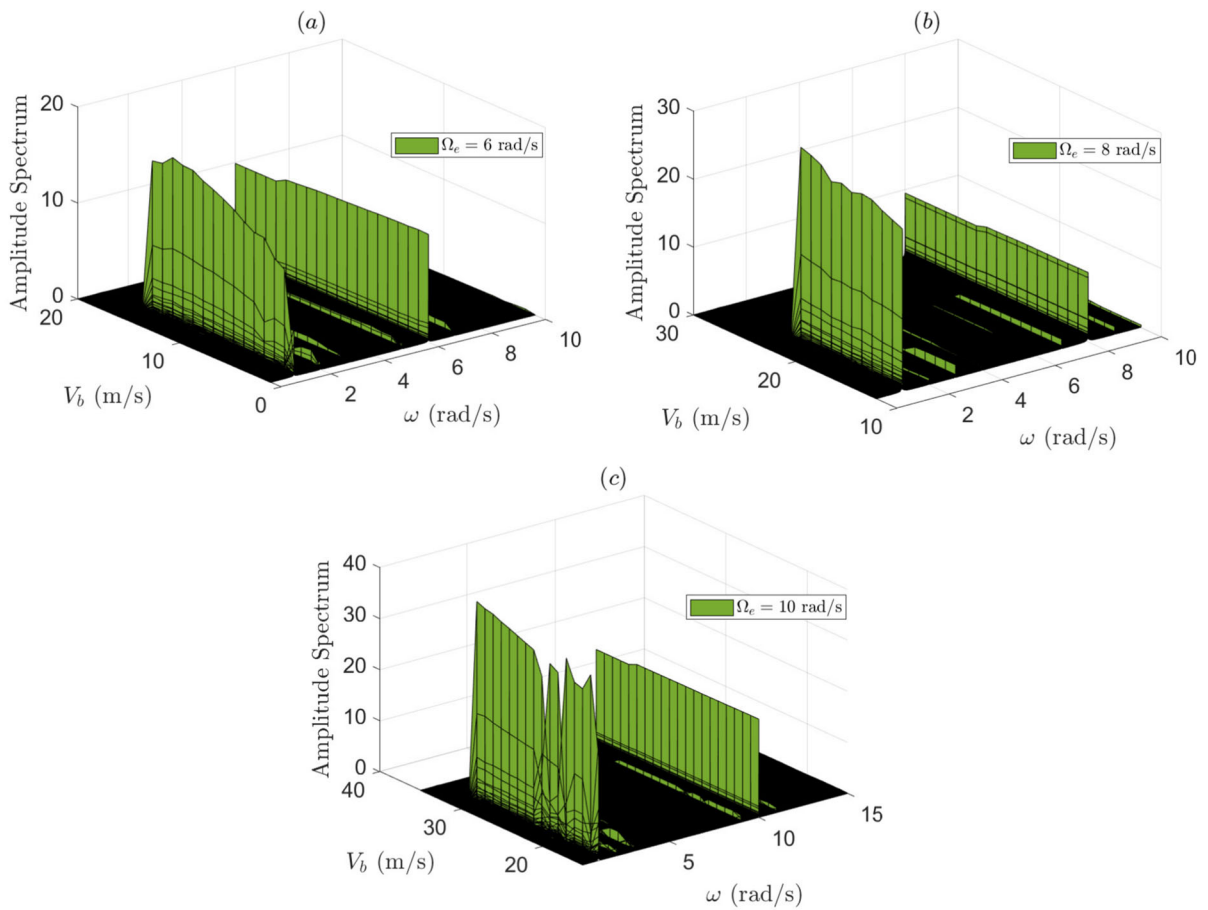 (a)
20
10
0
Amplitude Spectrum
Ω_e = 6 rad/s
20
10
0
V_b (m/s)
2
4
6
8
10
ω (rad/s)
(b)
30
20
10
0
Amplitude Spectrum
Ω_e = 8 rad/s
30
20
10
V_b (m/s)
2
4
6
8
10
ω (rad/s)
(c)
40
30
20
10
0
Amplitude Spectrum
Ω_e = 10 rad/s
40
30
20
V_b (m/s)
5
10
15
ω (rad/s)